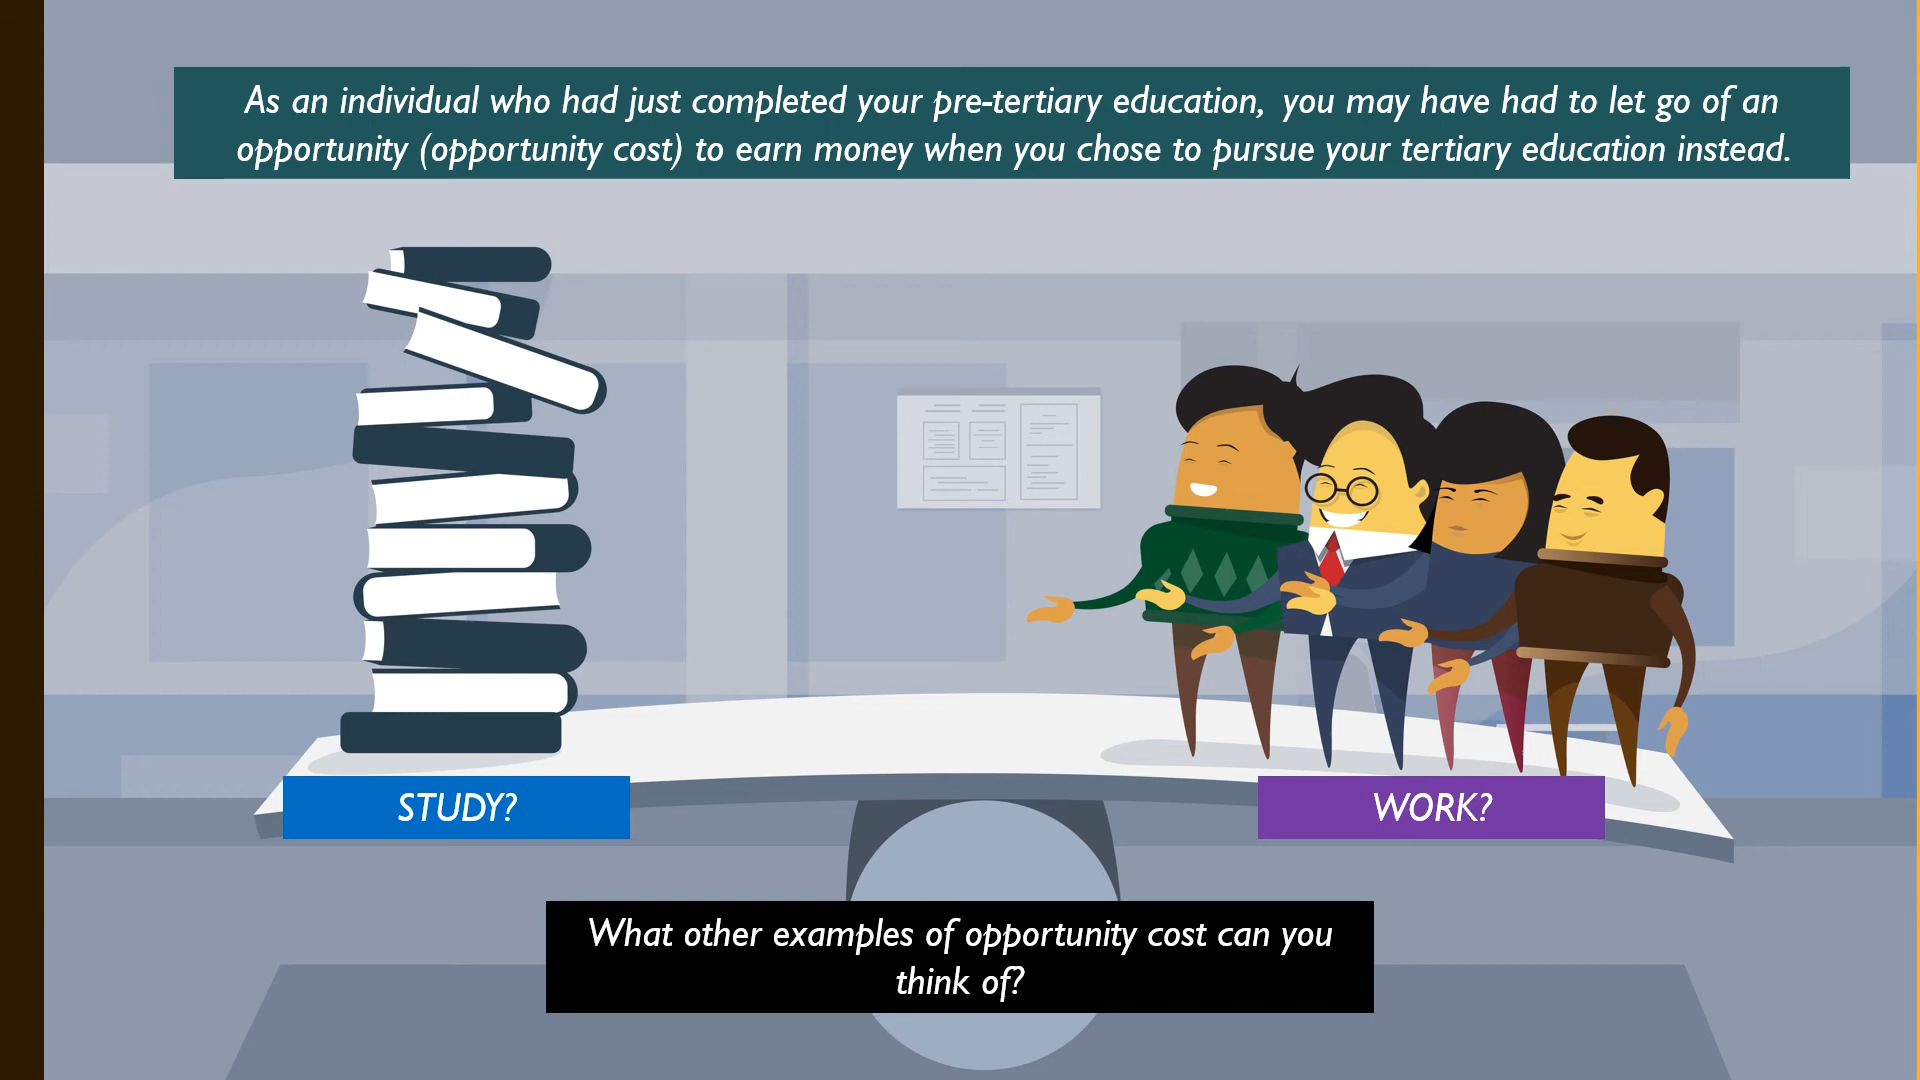 As an individual who had just completed your pre-tertiary education, you may have had to let go of an
opportunity (opportunity cost) to earn money when you chose to pursue your tertiary education instead.
STUDY?
WORK?
What other examples of opportunity cost can you
think of?